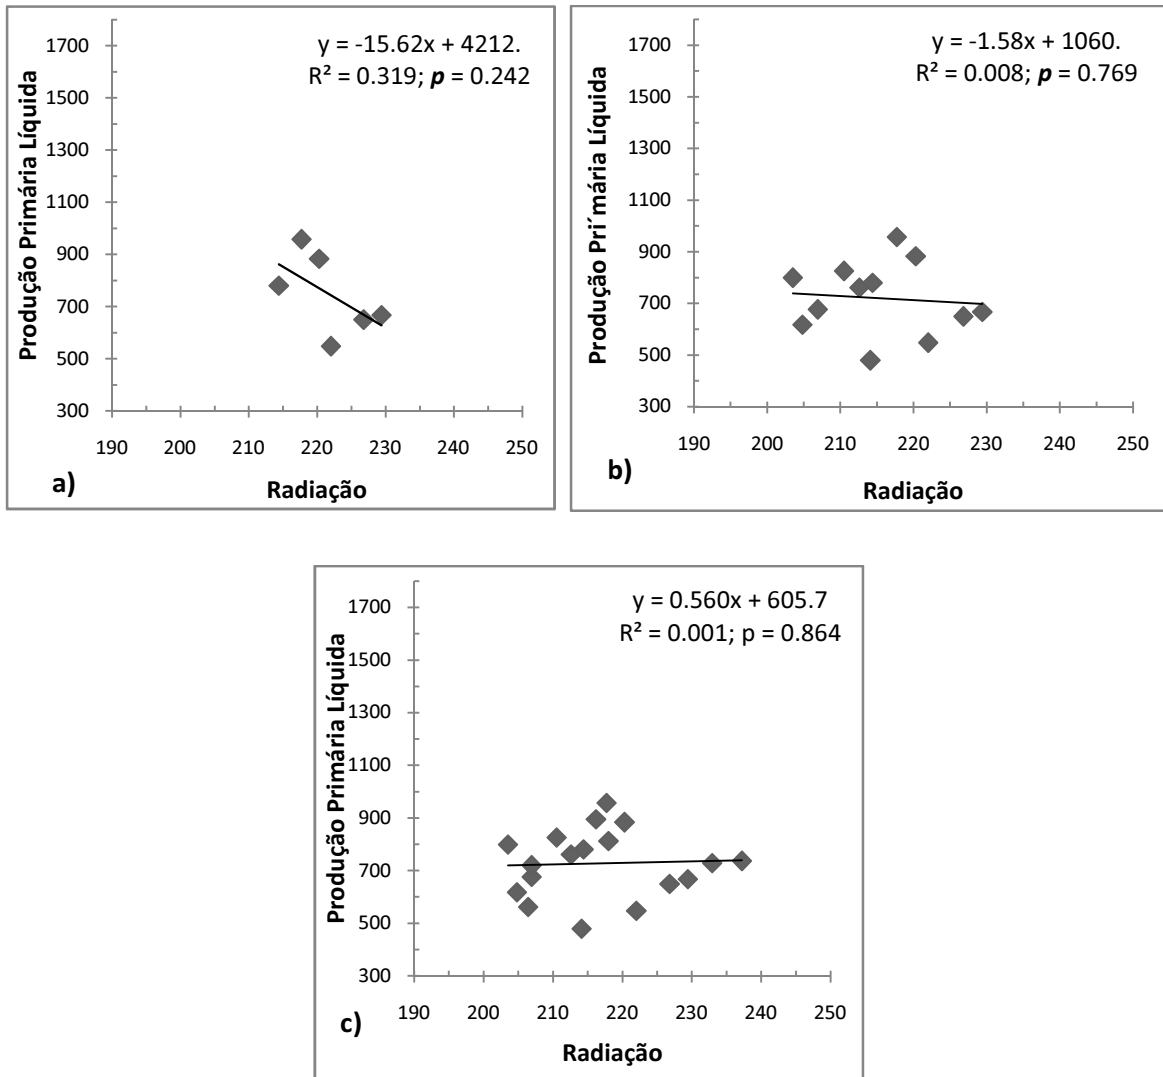 y = -15.62x + 4212.
R² = 0.319; p = 0.242
Produção Primária Líquida
1700
1500
1300
1100
900
700
500
300
190 200 210 220 230 240 250
a)
Radiação
y = -1.58x + 1060.
R² = 0.008; p = 0.769
Produção Pri´mária Líquida
1700
1500
1300
1100
900
700
500
300
190 200 210 220 230 240 250
b)
Radiação
y = 0.560x + 605.7
R² = 0.001; p = 0.864
Produção Primária Líquida
1700
1500
1300
1100
900
700
500
300
190 200 210 220 230 240 250
c)
Radiação